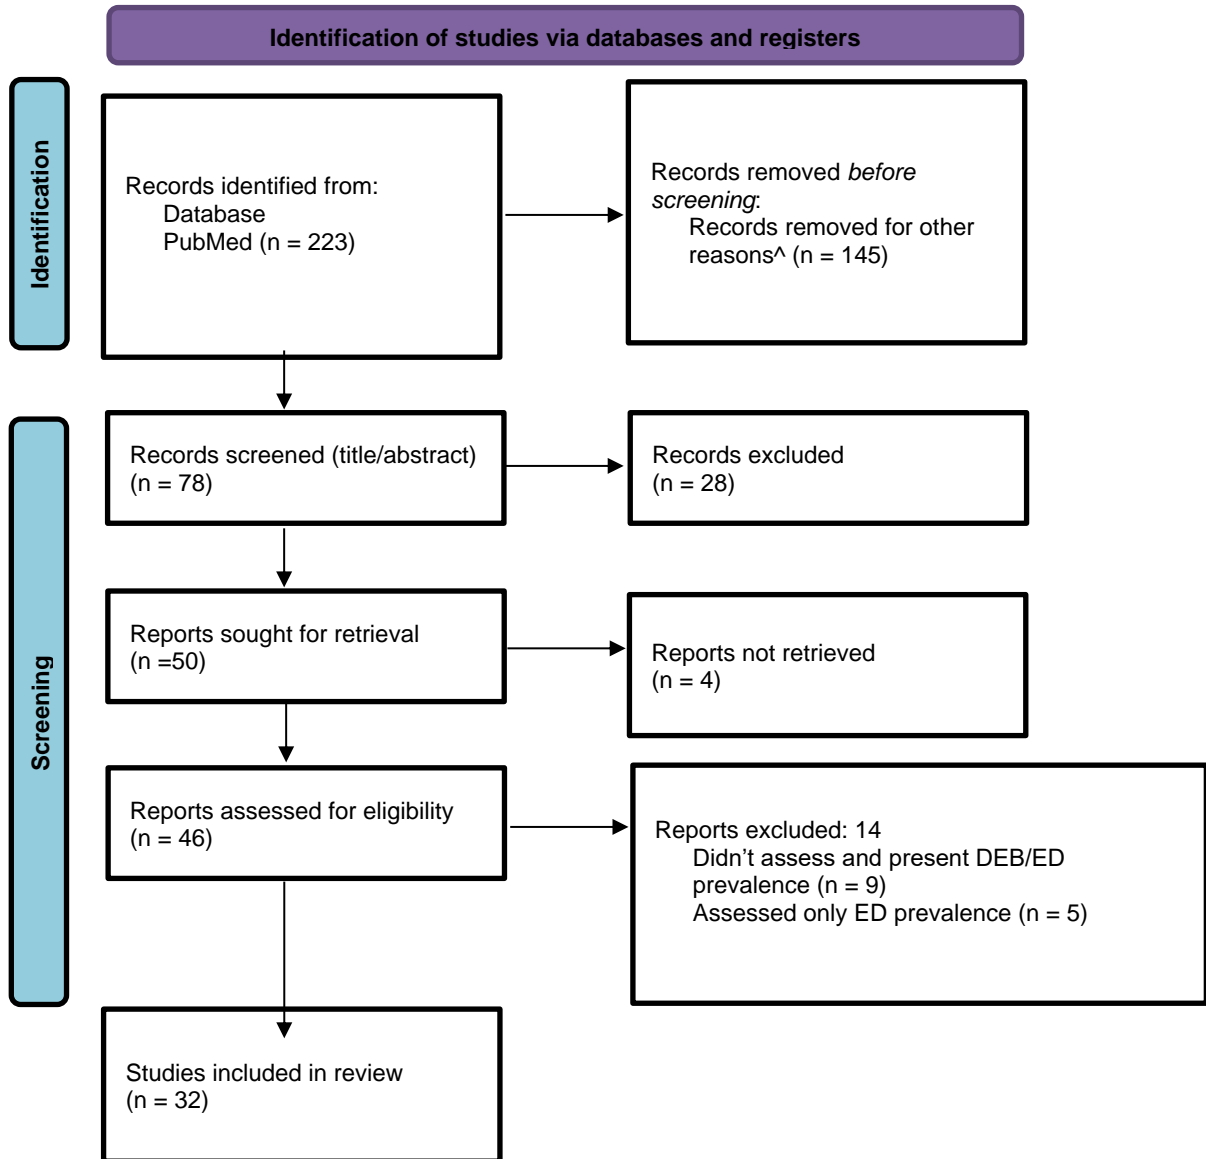 Identification of studies via databases and registers
Identification
Records identified from:
Database
PubMed (n = 223)
Records removed before
screening:
Records removed for other
reasons^ (n = 145)
Screening
Records screened (title/abstract)
(n = 78)
Records excluded
(n = 28)
Reports sought for retrieval
(n =50)
Reports not retrieved
(n = 4)
Reports assessed for eligibility
(n = 46)
Reports excluded: 14
Didn’t assess and present DEB/ED
prevalence (n = 9)
Assessed only ED prevalence (n = 5)
Studies included in review
(n = 32)